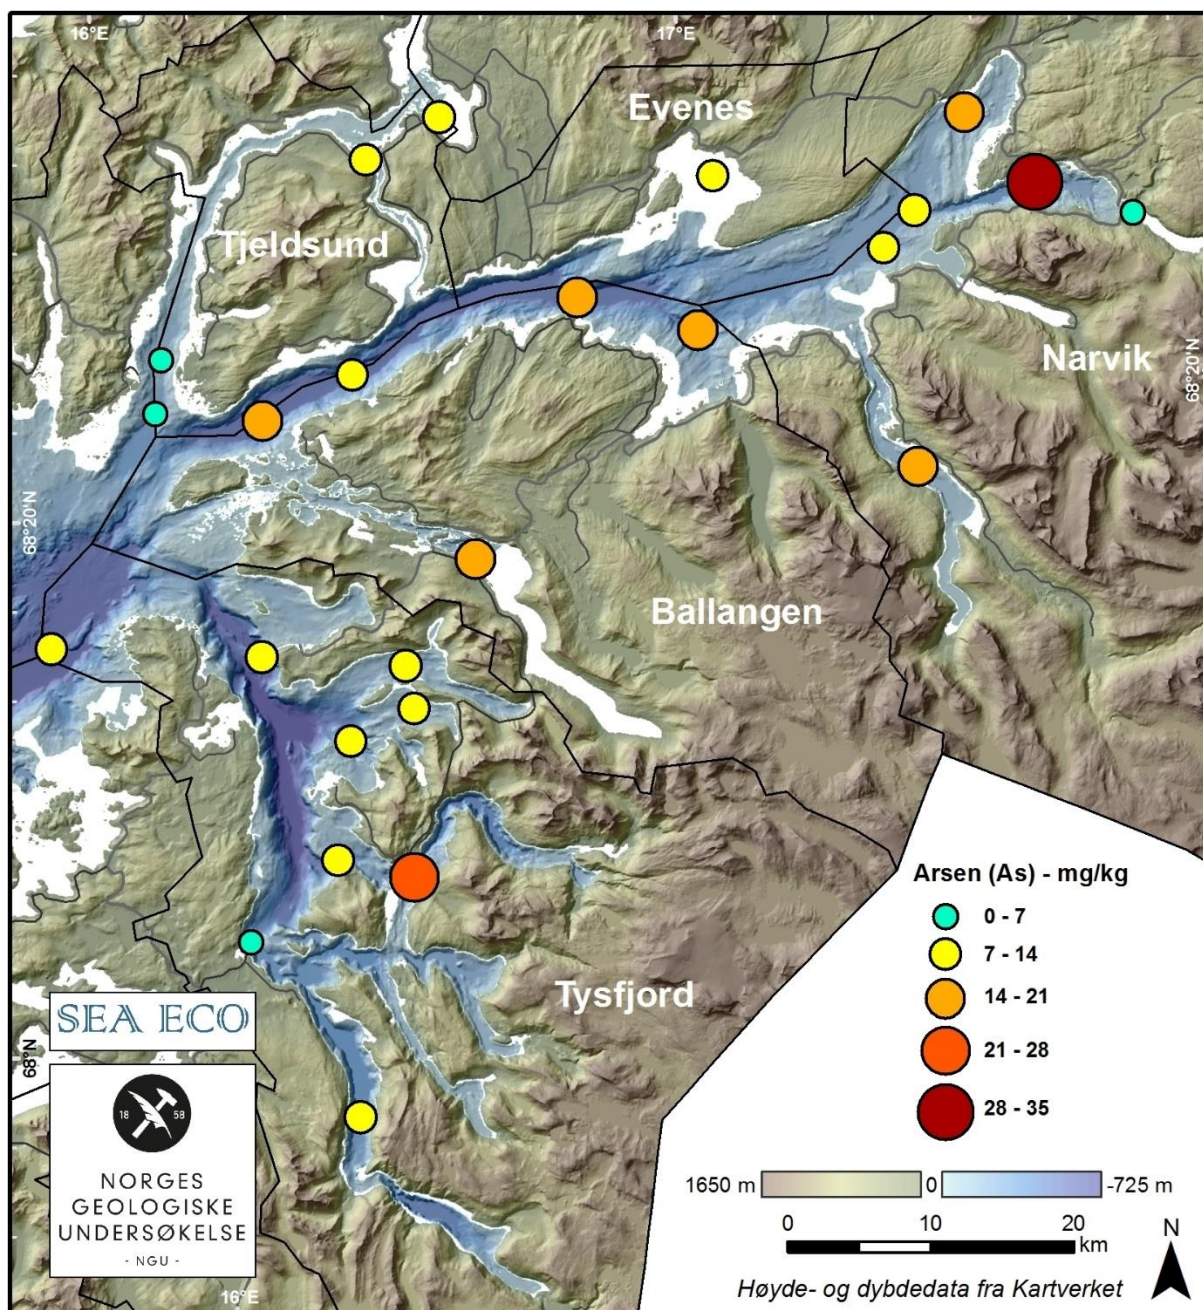 16°E
17°E
Evenes
Tjeldsund
Narvik
68°20'N
68°20'N
Ballangen
Arsen (As) - mg/kg
0 - 7
7 - 14
14 - 21
21 - 28
28 - 35
Tysfjord
SEA ECO
68°N
18 58
NORGES
GEOLOGISKE
UNDERSØKELSE
- NGU -
1650 m 0 -725 m
0 10 20
km
N
Høyde- og dybdedata fra Kartverket
16°E